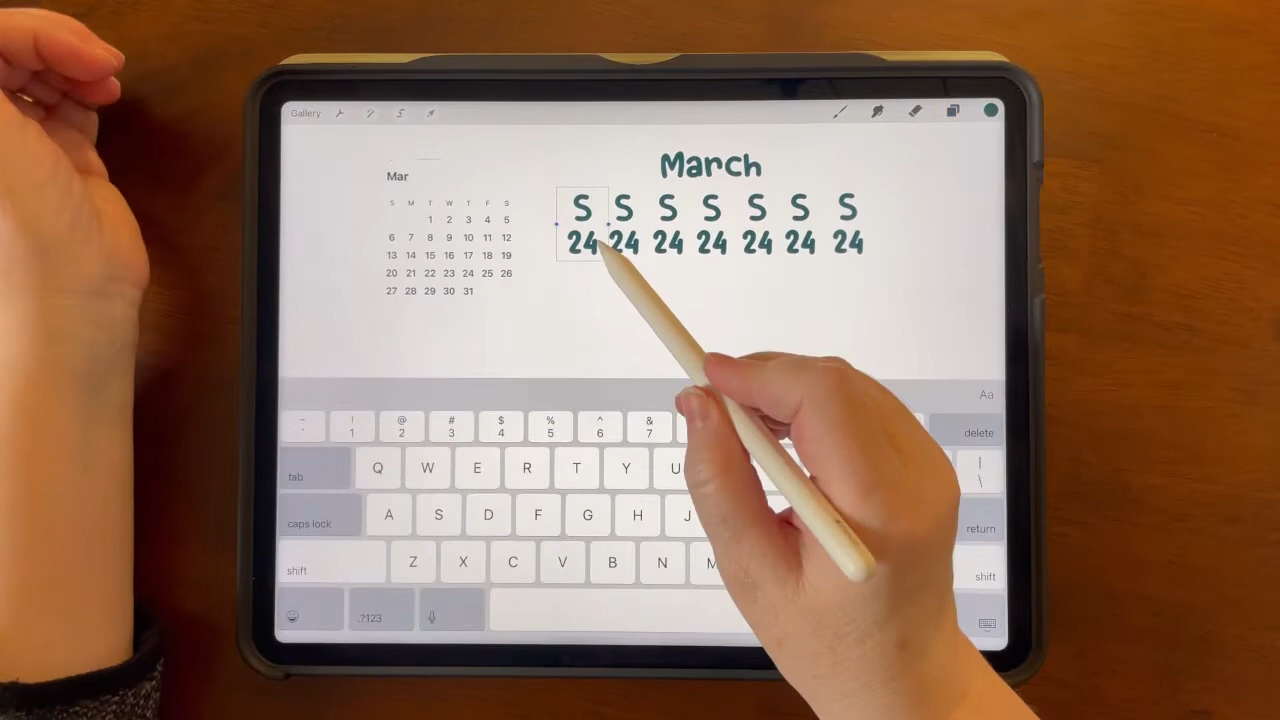 Gallery
March
Mar
S M T W T F S
1 2 3 4 5
6 7 8 9 10 11 12
13 14 15 16 17 18 19
20 21 22 23 24 25 26
27 28 29 30 31
S S S S S S S
24 24 24 24 24 24 24
Aa
~ ! @ # $ % ^ &
` 1 2 3 4 5 6 7
delete
tab Q W E R T Y U | \
caps lock A S D F G H J return
shift Z X C V B N M shift
.?123